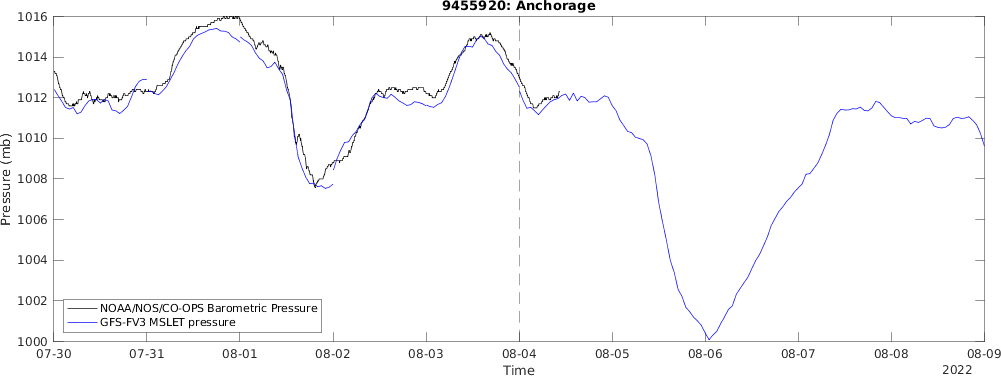 9455920: Anchorage
1016
1014
1012
1010
1008
1006
1004
1002
1000
Pressure (mb)
NOAA/NOS/CO-OPS Barometric Pressure
GFS-FV3 MSLET pressure
07-30 07-31 08-01 08-02 08-03 08-04 08-05 08-06 08-07 08-08 08-09
Time
2022